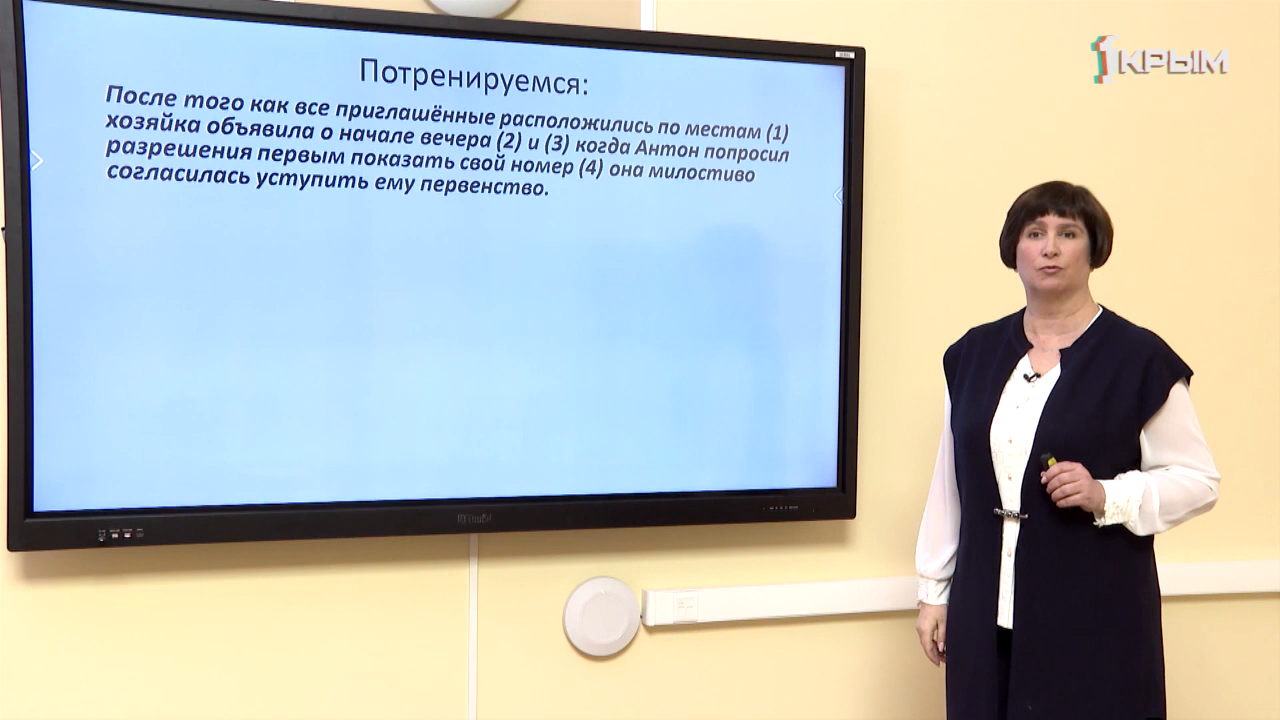 1КРЫМ
Потренируемся:
После того как все приглашённые расположились по местам (1)
хозяйка объявила о начале вечера (2) и (3) когда Антон попросил
разрешения первым показать свой номер (4) она милостиво
согласилась уступить ему первенство.